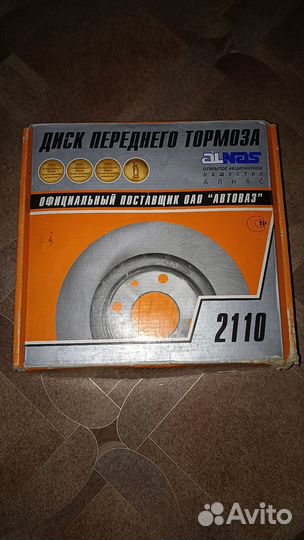 ДИСК ПЕРЕДНЕГО ТОРМОЗА
ALNAS
ОТКРЫТОЕ АКЦИОНЕРНОЕ
ОБЩЕСТВО
АЛНАС
ОФИЦИАЛЬНЫЙ ПОСТАВЩИК ОАО "АВТОВАЗ"
2110
Avito